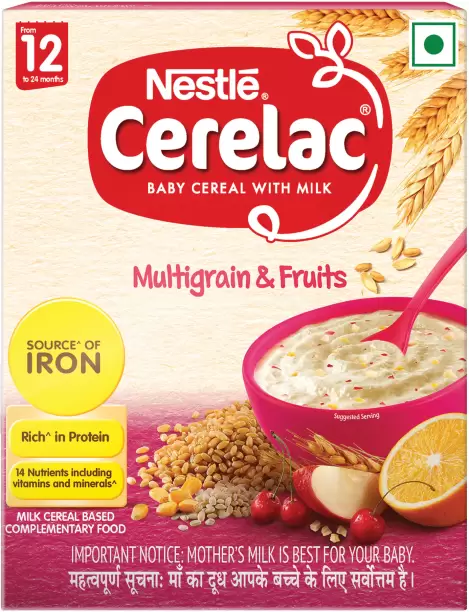 From
12
to 24 months
Nestlé®
Cerelac®
BABY CEREAL WITH MILK
Multigrain & Fruits
SOURCE^ OF
IRON
Rich^ in Protein
14 Nutrients including
vitamins and minerals^
Suggested Serving
MILK CEREAL BASED
COMPLEMENTARY FOOD
IMPORTANT NOTICE: MOTHER'S MILK IS BEST FOR YOUR BABY.
महत्वपूर्ण सूचना: माँ का दूध आपके बच्चे के लिए सर्वोत्तम है।